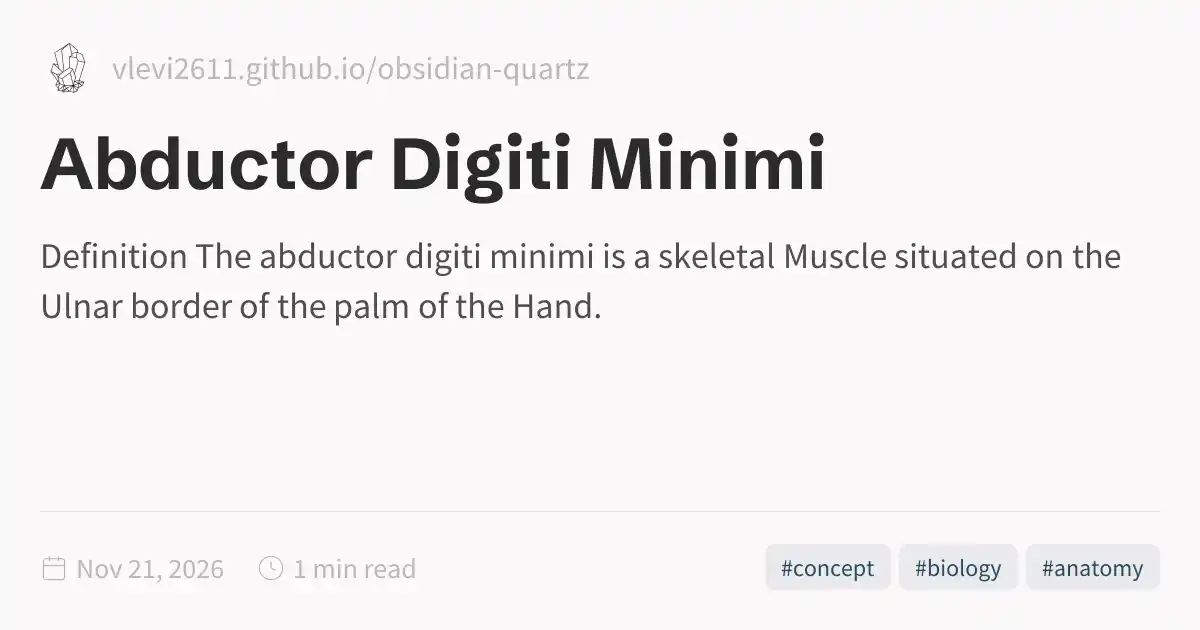 vlevi2611.github.io/obsidian-quartz
Abductor Digiti Minimi
Definition The abductor digiti minimi is a skeletal Muscle situated on the
Ulnar border of the palm of the Hand.
Nov 21, 2026 1 min read #concept #biology #anatomy